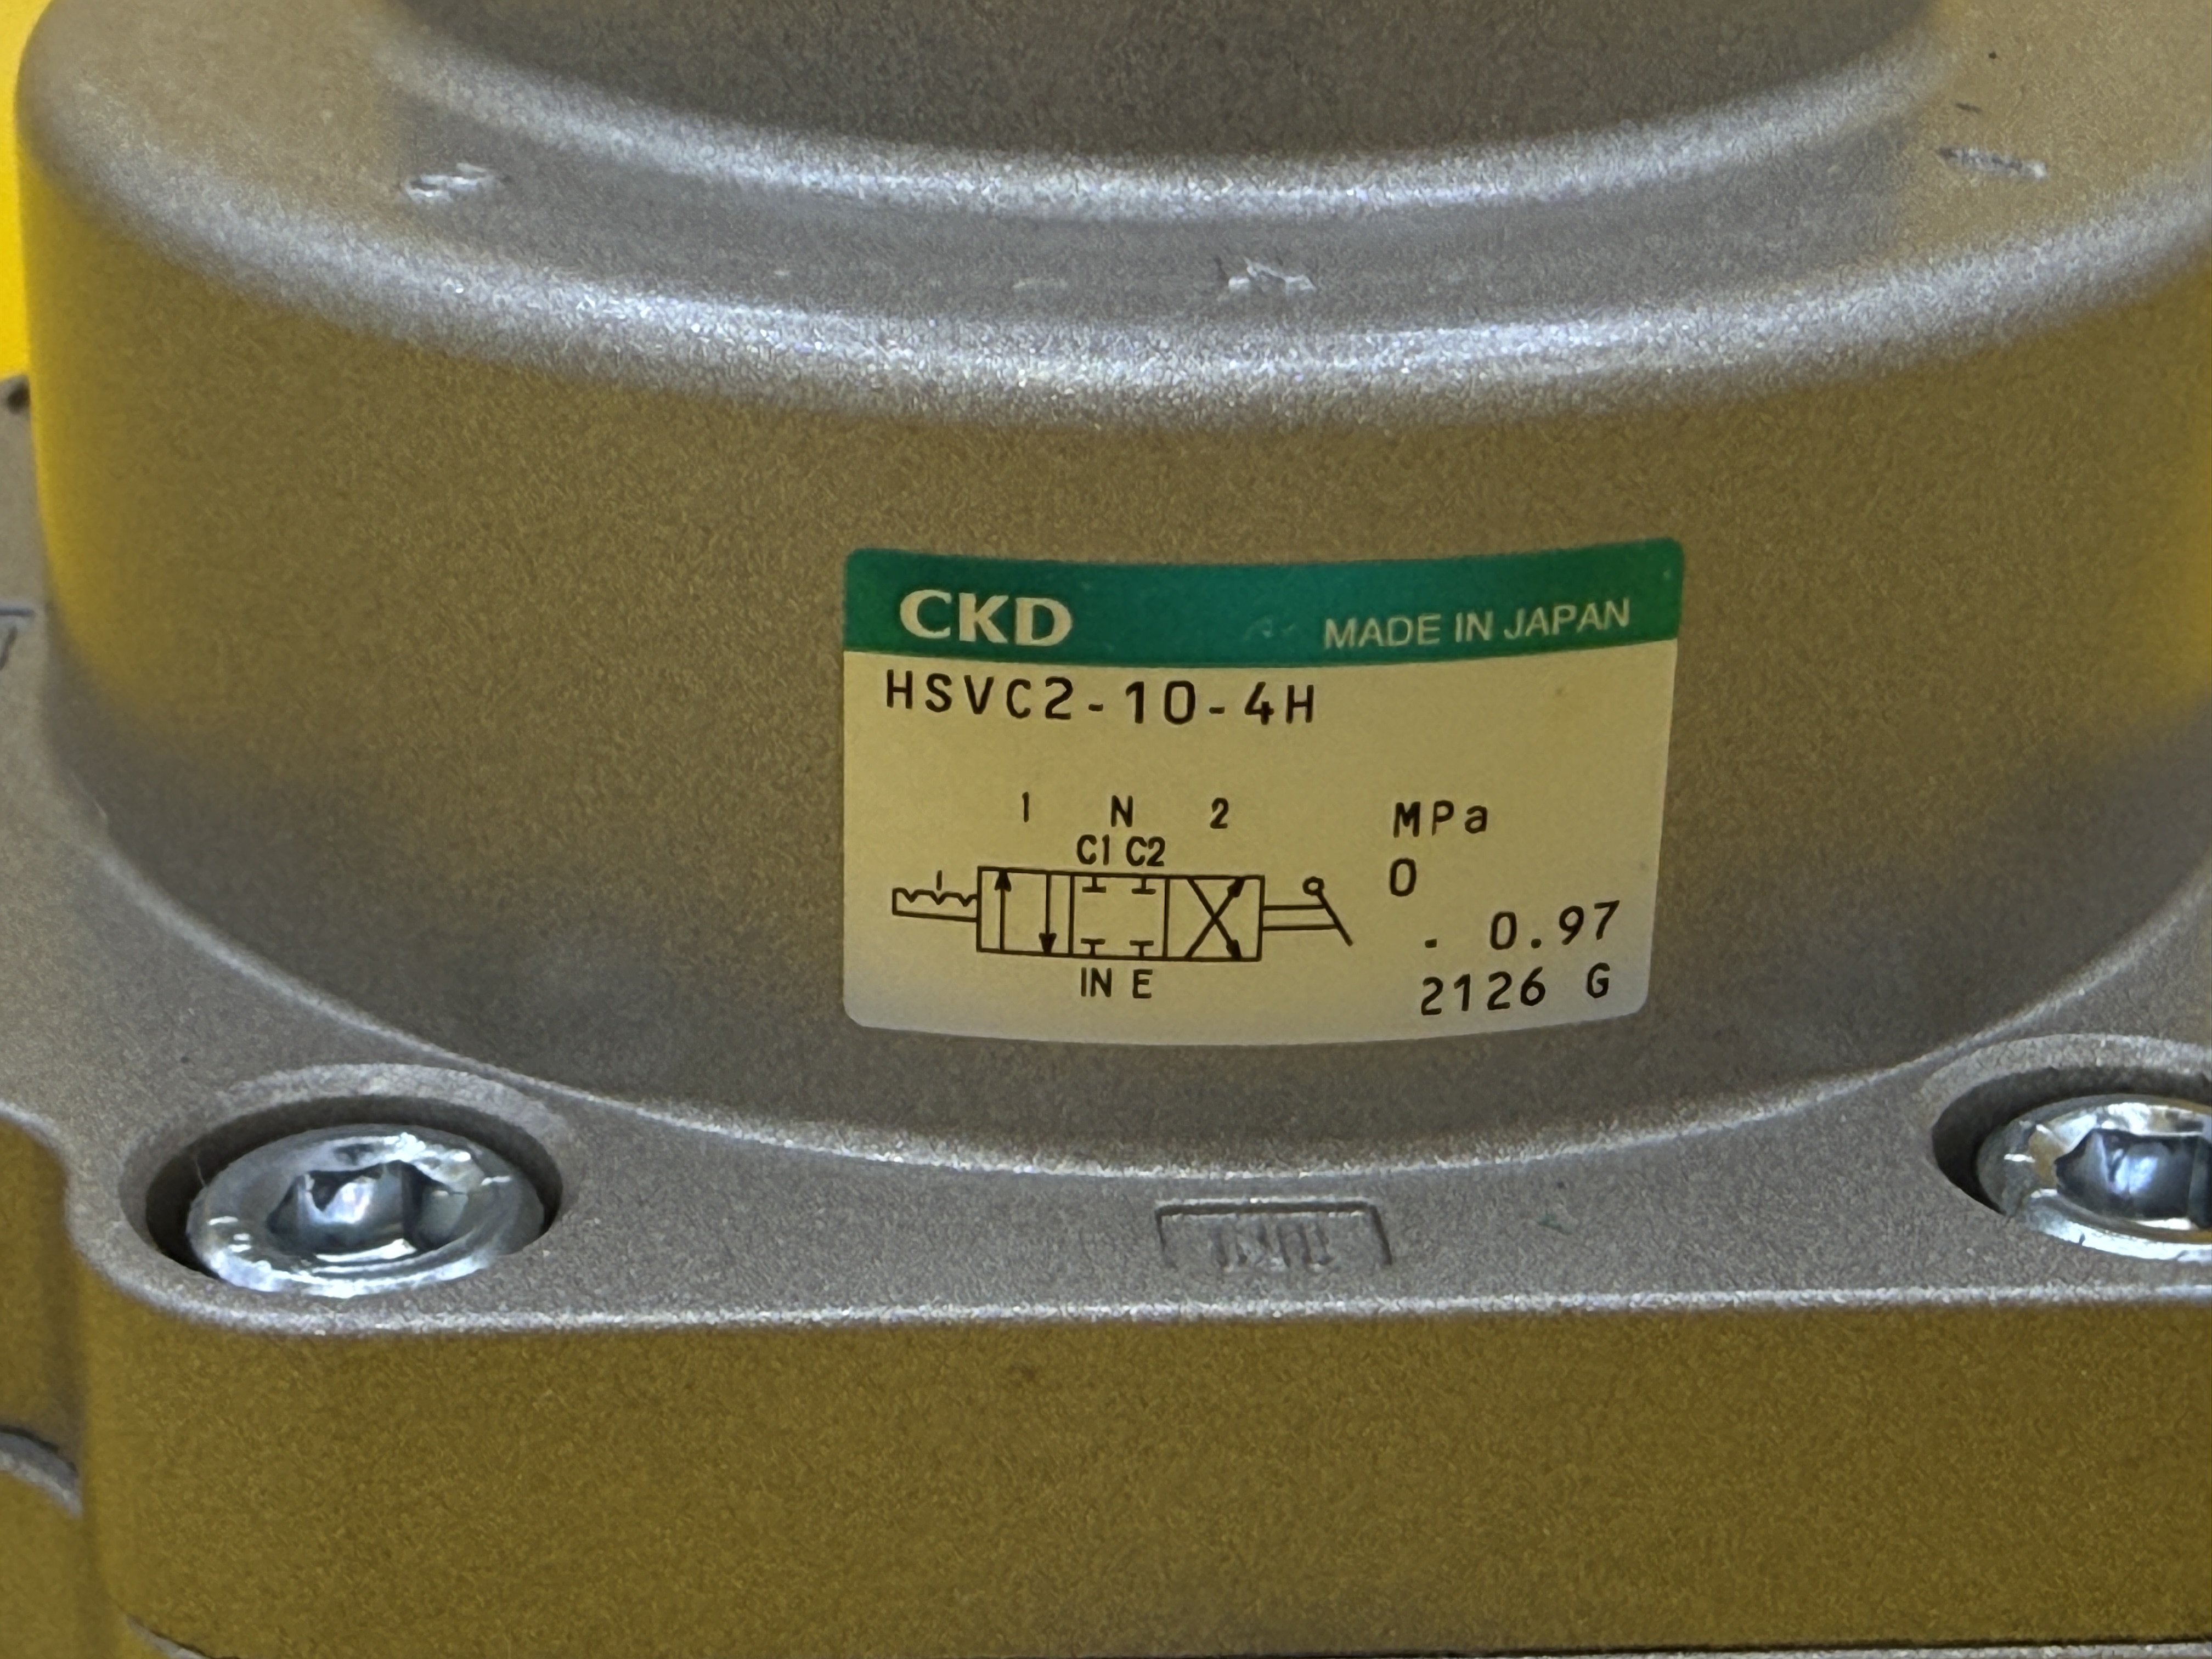 CKD MADE IN JAPAN
HSVC2-10-4H
1 N 2
C1 C2
IN E
MPa
0
- 0.97
2126 G